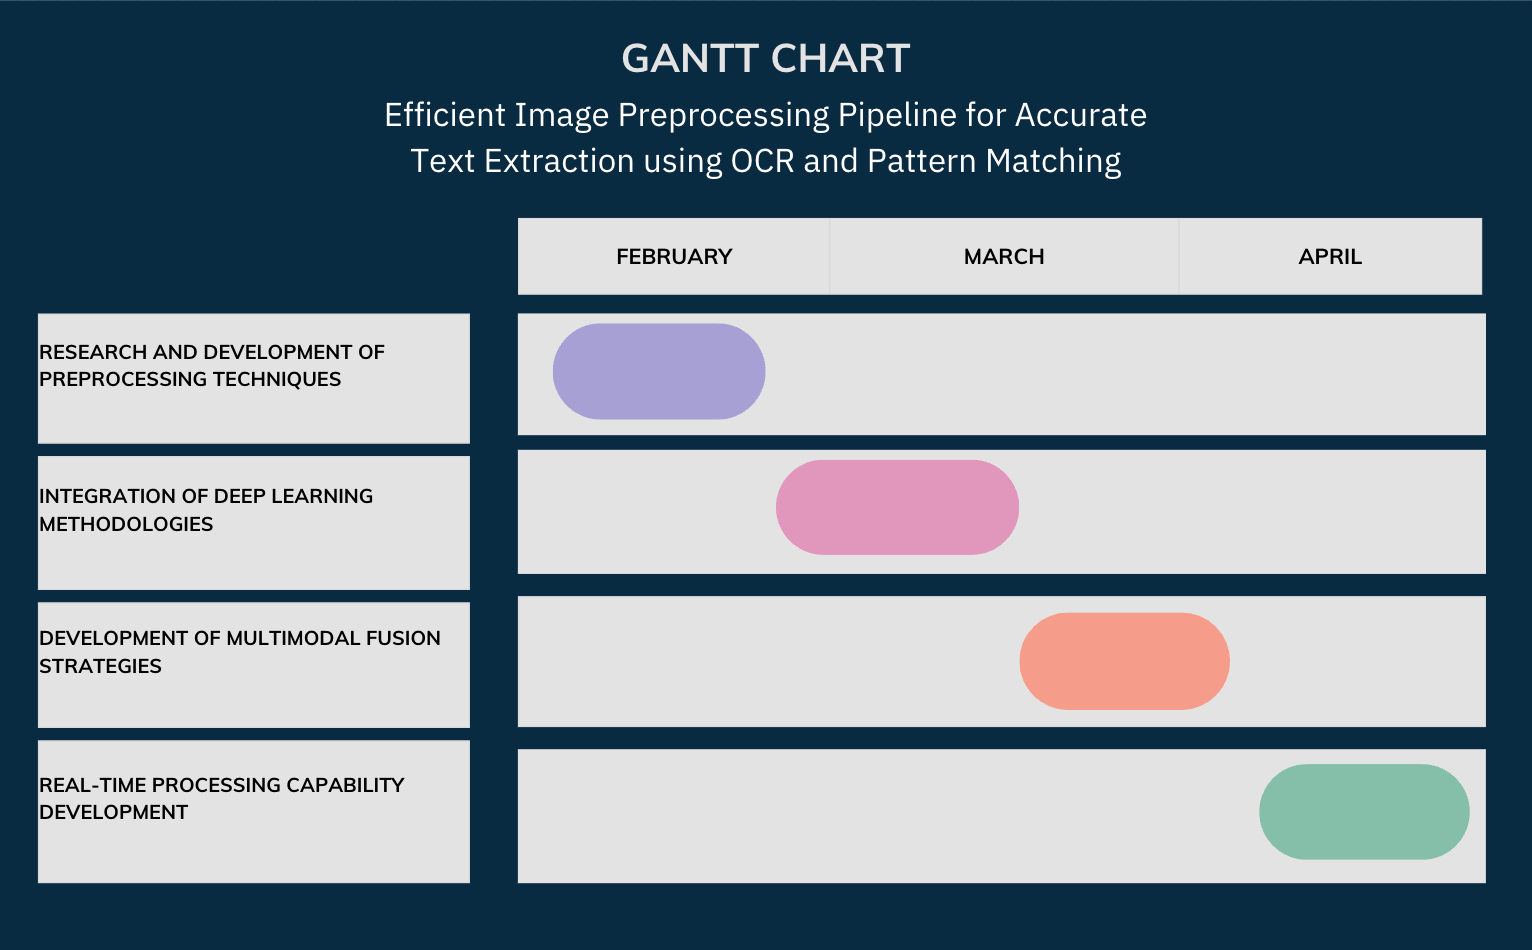 GANTT CHART
Efficient Image Preprocessing Pipeline for Accurate
Text Extraction using OCR and Pattern Matching
FEBRUARY
MARCH
APRIL
RESEARCH AND DEVELOPMENT OF
PREPROCESSING TECHNIQUES
INTEGRATION OF DEEP LEARNING
METHODOLOGIES
DEVELOPMENT OF MULTIMODAL FUSION
STRATEGIES
REAL-TIME PROCESSING CAPABILITY
DEVELOPMENT